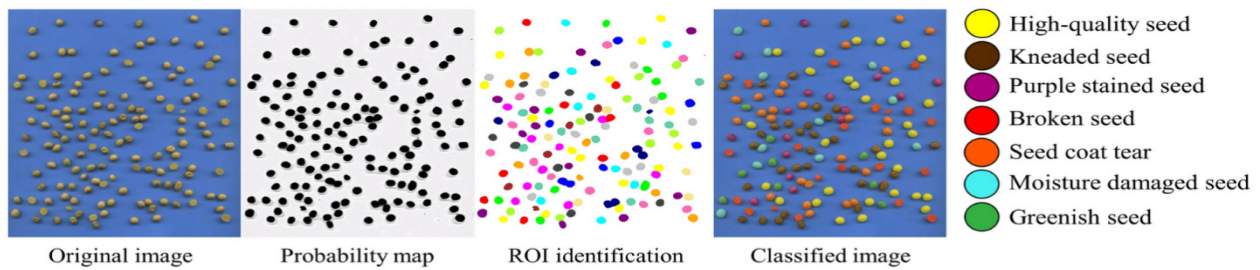 High-quality seed
Kneaded seed
Purple stained seed
Broken seed
Seed coat tear
Moisture damaged seed
Greenish seed
Original image
Probability map
ROI identification
Classified image